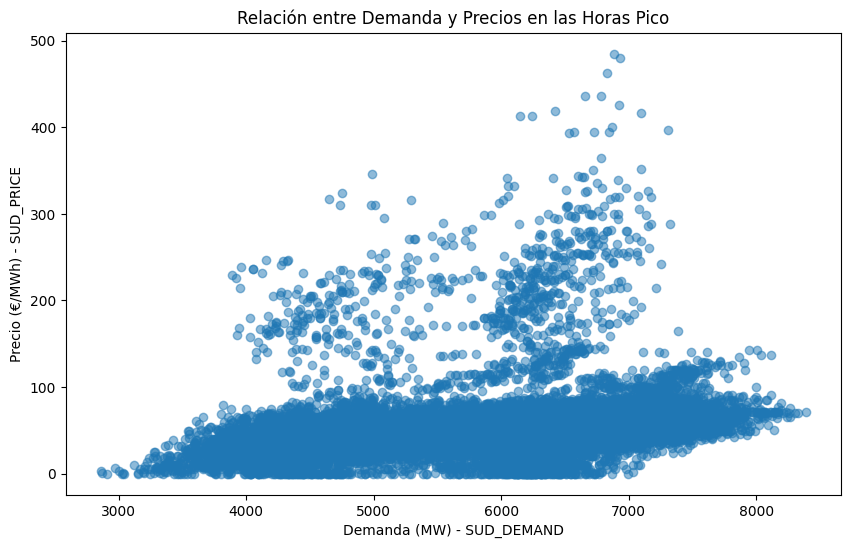 Relación entre Demanda y Precios en las Horas Pico
500
400
300
200
100
0
Precio (€/MWh) - SUD_PRICE
3000 4000 5000 6000 7000 8000
Demanda (MW) - SUD_DEMAND